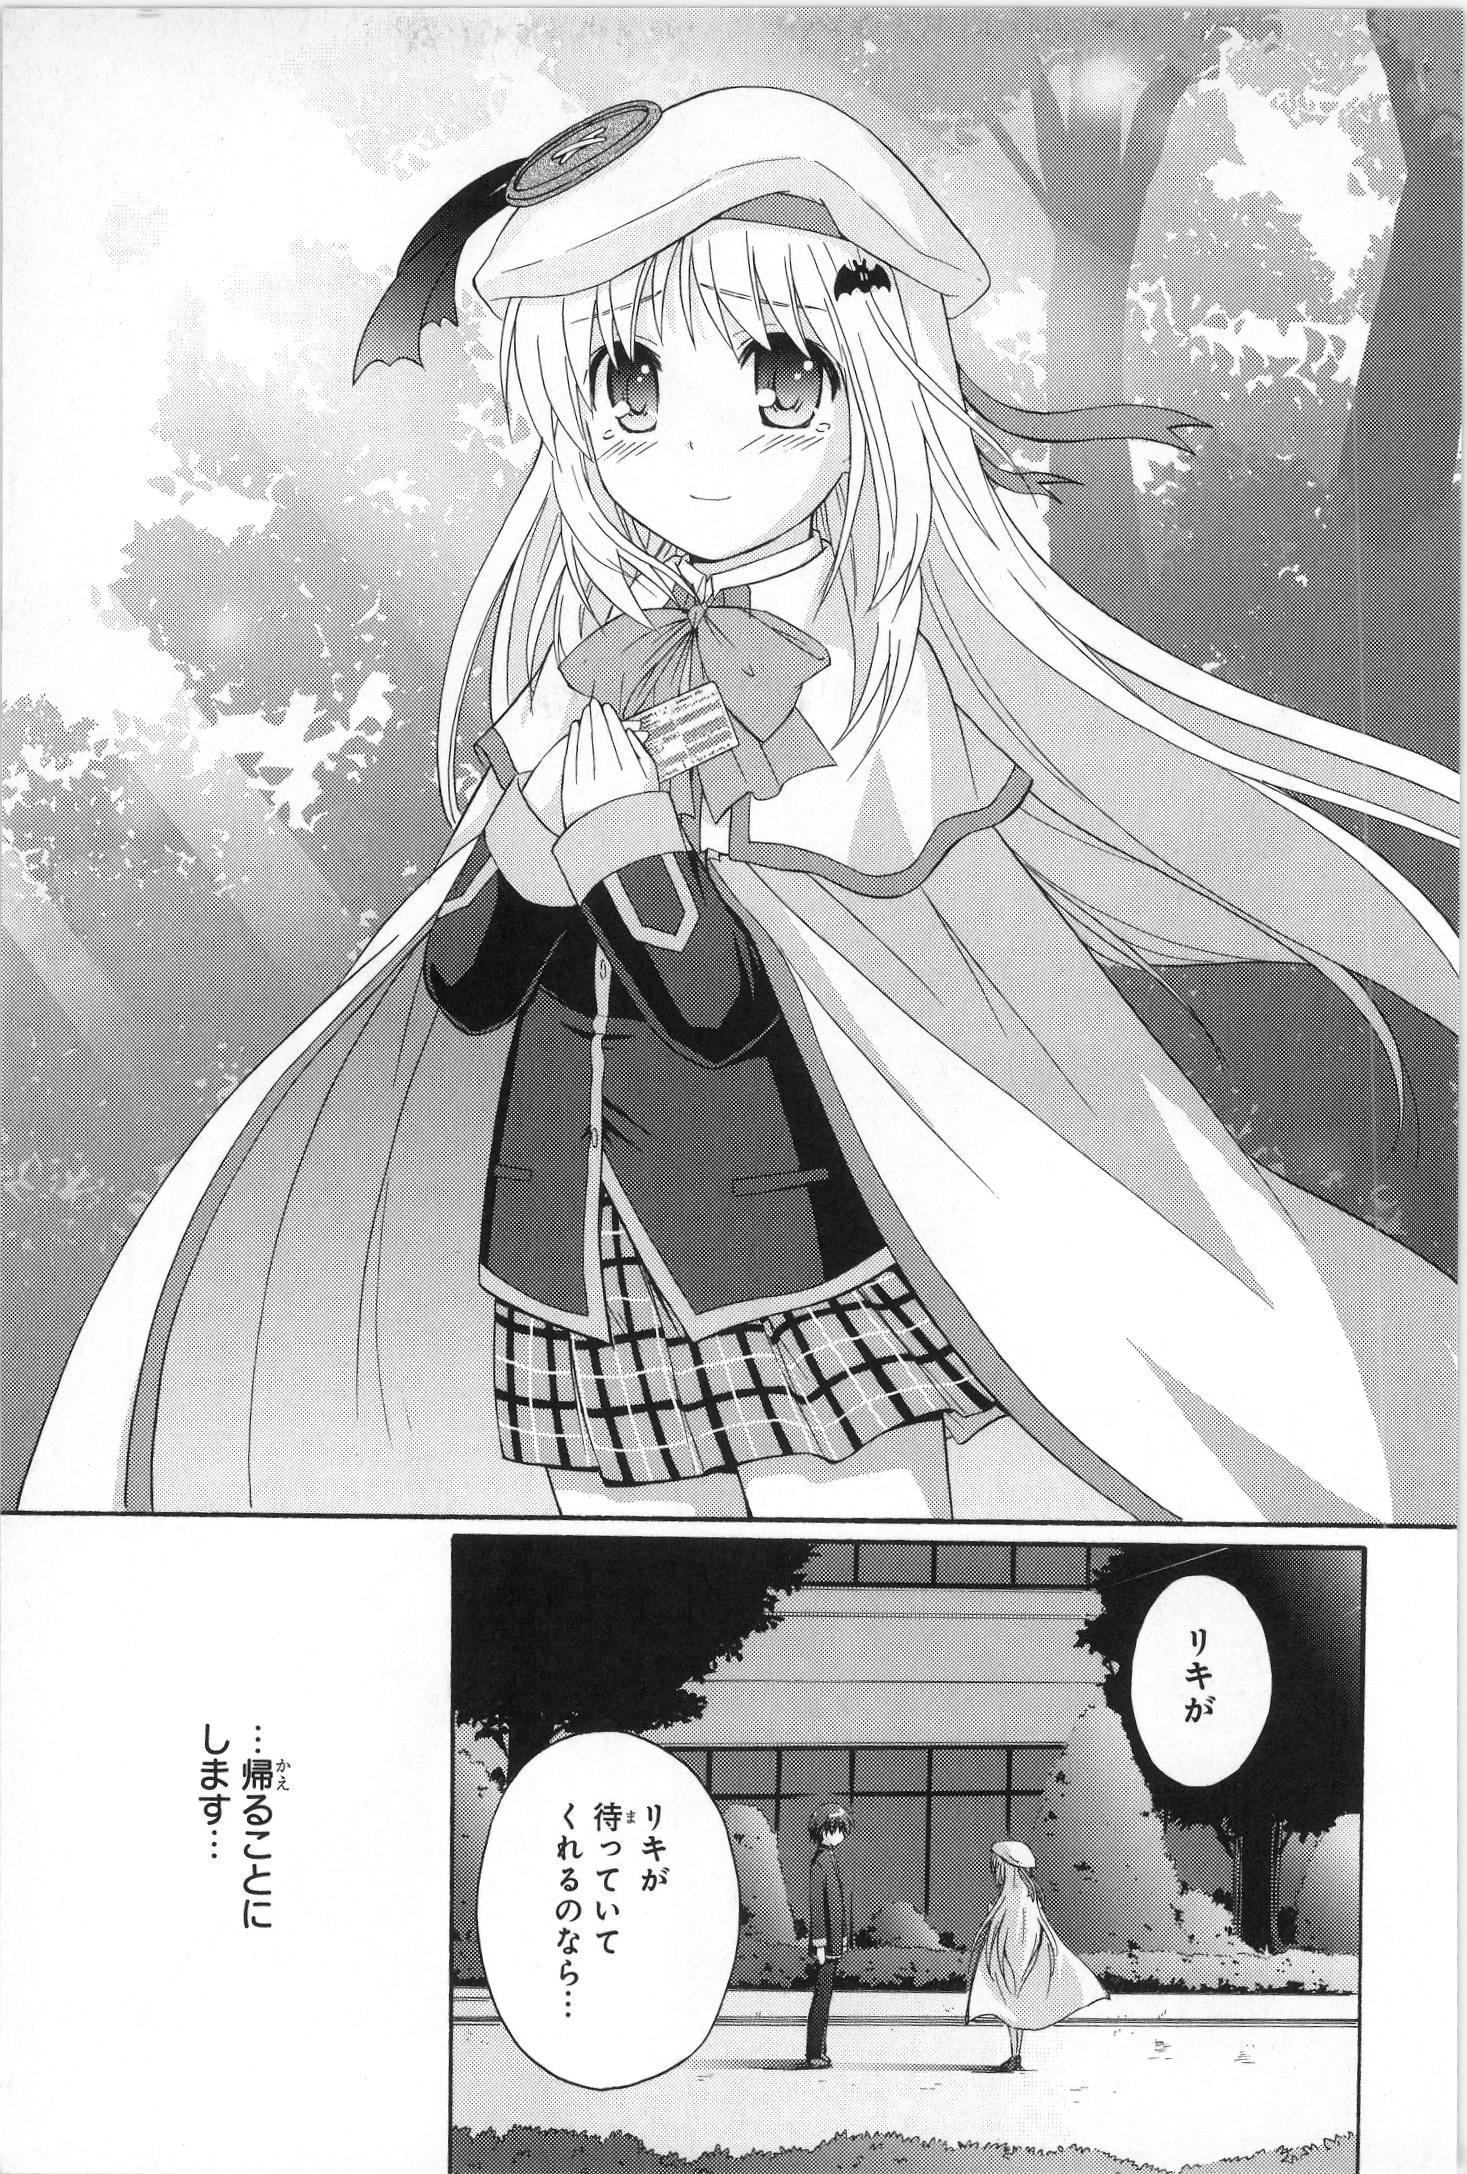 リキが
リキが
待っていて
くれるのなら…
…帰ることに
します…